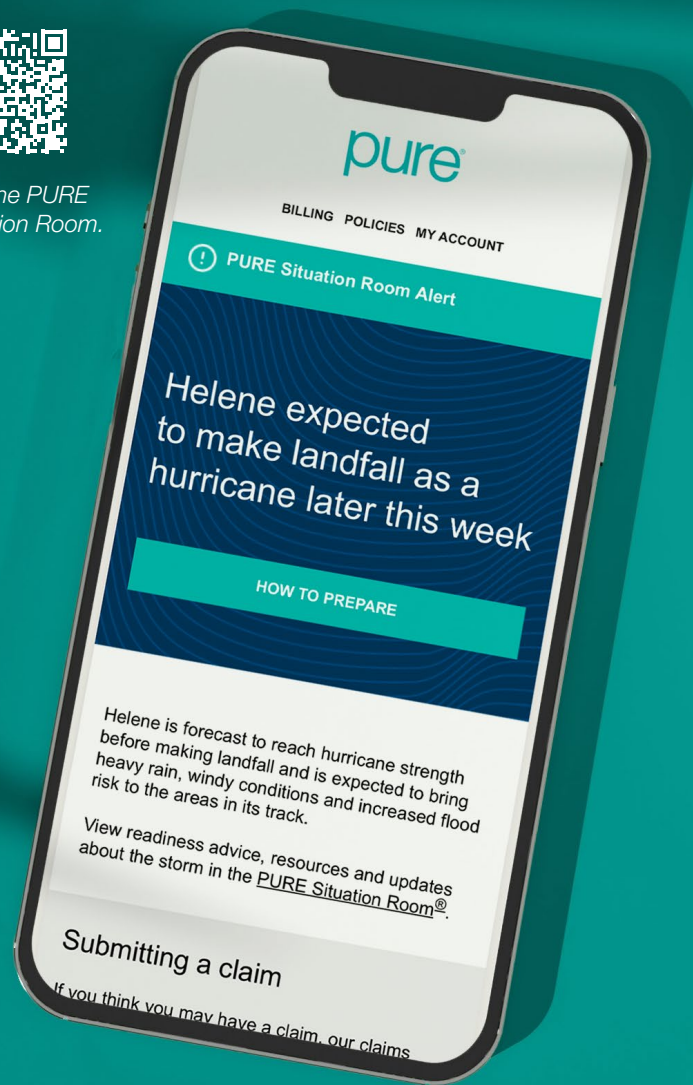 he PURE
ion Room.
pure
BILLING POLICIES MY ACCOUNT
PURE Situation Room Alert
Helene expected
to make landfall as a
hurricane later this week
HOW TO PREPARE
Helene is forecast to reach hurricane strength
before making landfall and is expected to bring
heavy rain, windy conditions and increased flood
risk to the areas in its track.
View readiness advice, resources and updates
about the storm in the PURE Situation Room®.
Submitting a claim
If you think you may have a claim, our claims